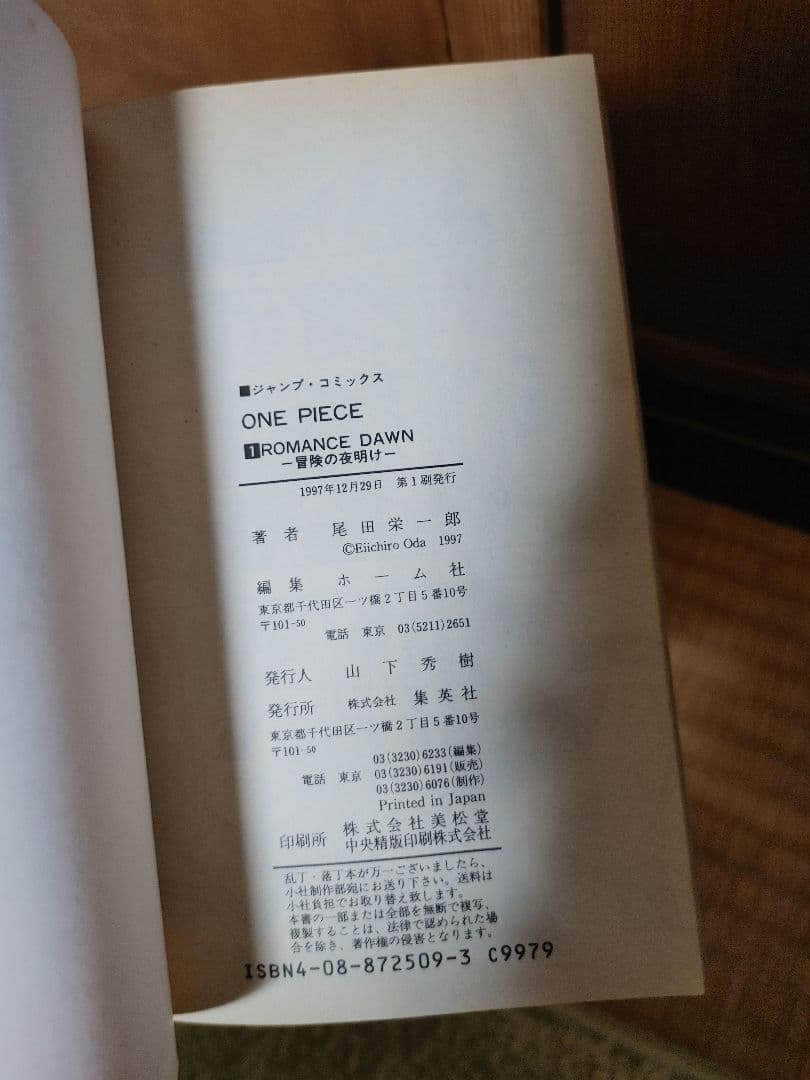 ■ジャンプ・コミックス
ONE PIECE
1 ROMANCE DAWN
―冒険の夜明け―
1997年12月29日 第1刷発行
著者 尾田栄一郎
©Eiichiro Oda 1997
編集 ホーム社
東京都千代田区一ツ橋2丁目5番10号
〒101-50
電話 東京 03(5211)2651
発行人 山下秀樹
発行所 株式会社 集英社
東京都千代田区一ツ橋2丁目5番10号
〒101-50
03(3230)6233(編集)
電話 東京 03(3230)6191(販売)
03(3230)6076(制作)
Printed in Japan
印刷所 株式会社美松堂
中央精版印刷株式会社
乱丁・落丁本が万一ございましたら、
小社制作部宛にお送り下さい。送料は
小社負担でお取り替え致します。
本書の一部または全部を無断で複写、
複製することは、法律で認められた場
合を除き、著作権の侵害となります。
ISBN4-08-872509-3 C9979